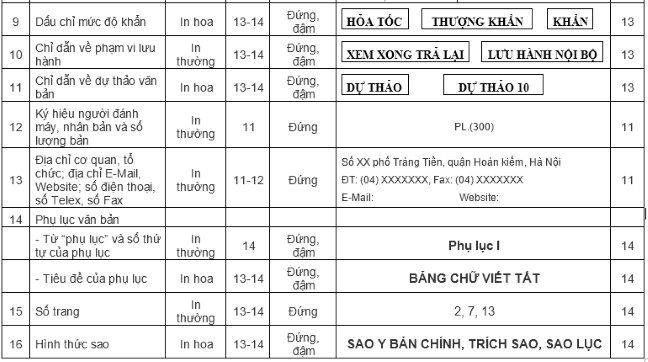 9 Dấu chỉ mức độ khẩn In hoa 13-14 Đứng, đậm HỎA TỐC THƯỢNG KHẨN KHẨN 13
10 Chỉ dẫn về phạm vi lưu hành In thường 13-14 Đứng, đậm XEM XONG TRẢ LẠI LƯU HÀNH NỘI BỘ 13
11 Chỉ dẫn về dự thảo văn bản In hoa 13-14 Đứng, đậm DỰ THẢO DỰ THẢO 10 13
12 Ký hiệu người đánh máy, nhân bản và số lượng bản In thường 11 Đứng PL.(300) 11
13 Địa chỉ cơ quan, tổ chức; địa chỉ E-Mail, Website; số điện thoại, số Telex, số Fax In thường 11-12 Đứng Số XX phố Tràng Tiền, quận Hoàn kiếm, Hà Nội
ĐT: (04) XXXXXXX, Fax: (04) XXXXXXX
E-Mail: Website: 11
14 Phụ lục văn bản
- Từ “phụ lục” và số thứ tự của phụ lục In thường 14 Đứng, đậm Phụ lục I 14
- Tiêu đề của phụ lục In hoa 13-14 Đứng, đậm BẢNG CHỮ VIẾT TẮT 14
15 Số trang In thường 13-14 Đứng 2, 7, 13 14
16 Hình thức sao In hoa 13-14 Đứng, đậm SAO Y BẢN CHÍNH, TRÍCH SAO, SAO LỤC 14